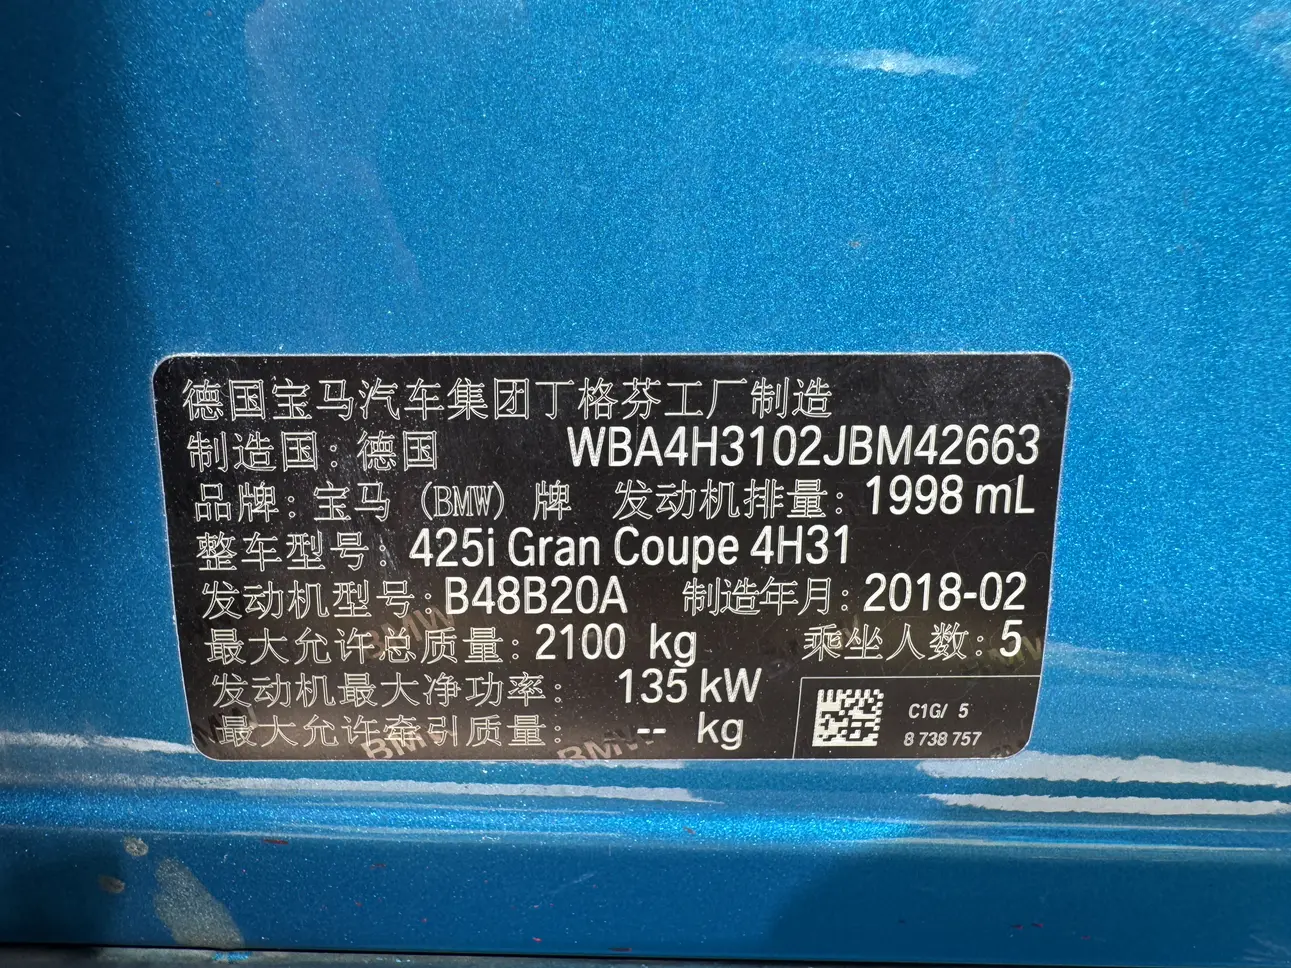 德国宝马汽车集团丁格芬工厂制造
制造国：德国 WBA4H3102JBM42663
品牌：宝马（BMW）牌 发动机排量：1998 mL
整车型号：425i Gran Coupe 4H31
发动机型号：B48B20A 制造年月：2018-02
最大允许总质量：2100 kg 乘坐人数：5
发动机最大净功率： 135 kW
最大允许牵引质量： -- kg
C1G/ 5
8 738 757
BMW
BMW
BMW
BMW